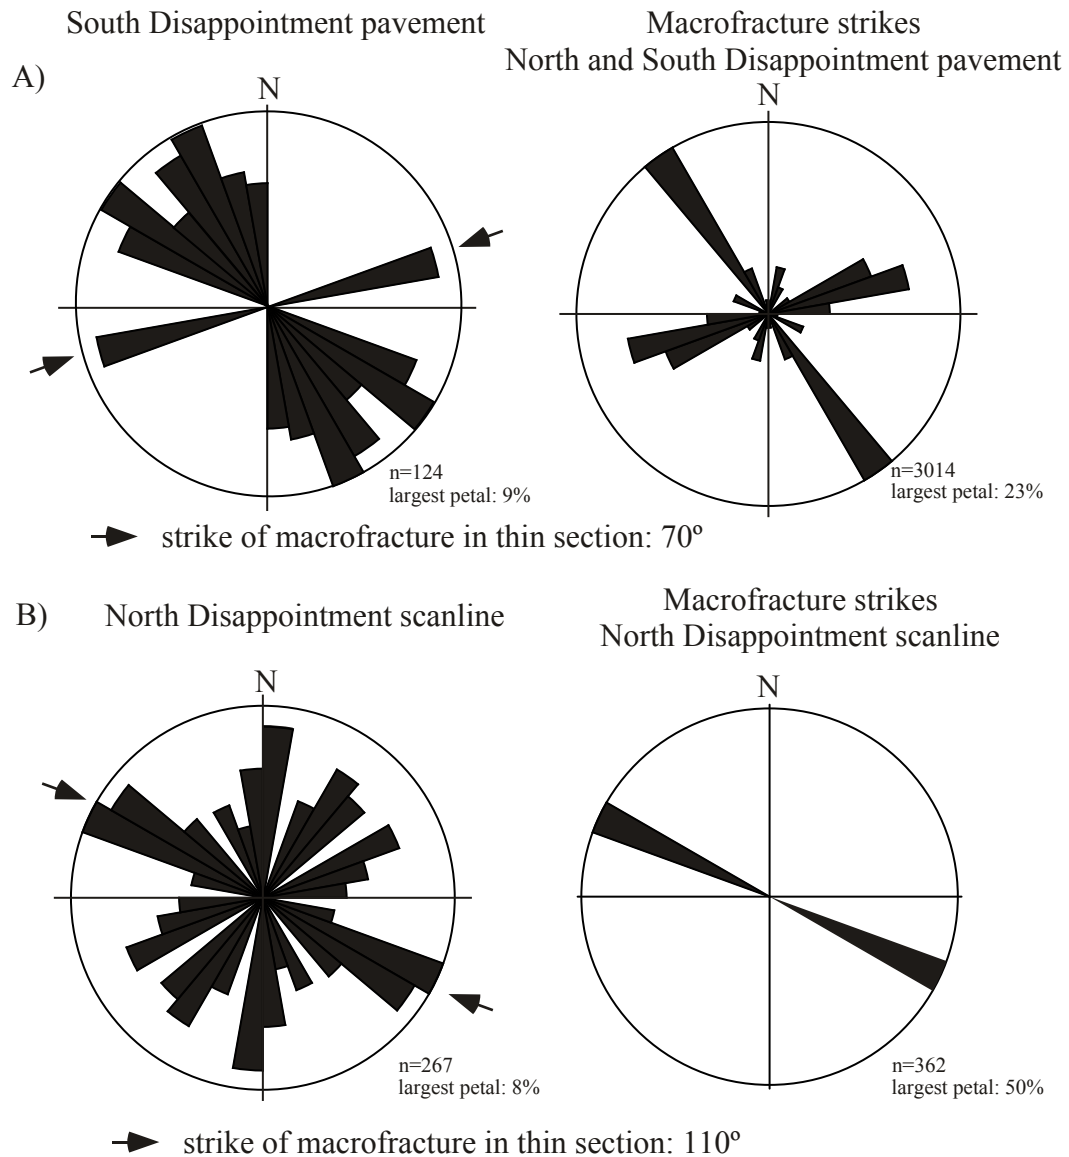 South Disappointment pavement
Macrofracture strikes
North and South Disappointment pavement
A)
N
N
n=124
largest petal: 9%
n=3014
largest petal: 23%
strike of macrofracture in thin section: 70º
B)
North Disappointment scanline
Macrofracture strikes
North Disappointment scanline
N
N
n=267
largest petal: 8%
n=362
largest petal: 50%
strike of macrofracture in thin section: 110º